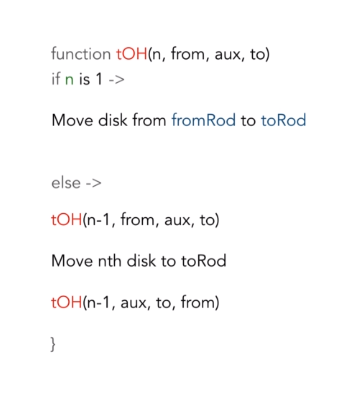 function tOH(n, from, aux, to)
if n is 1 ->
Move disk from fromRod to toRod
else ->
tOH(n-1, from, aux, to)
Move nth disk to toRod
tOH(n-1, aux, to, from)
}